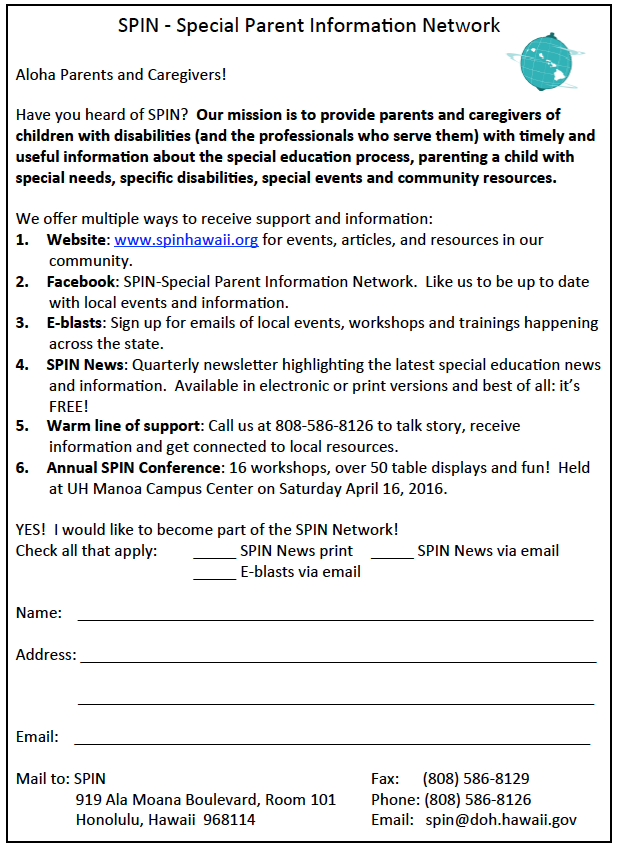 SPIN - Special Parent Information Network
Aloha Parents and Caregivers!
Have you heard of SPIN?  Our mission is to provide parents and caregivers of
children with disabilities (and the professionals who serve them) with timely and
useful information about the special education process, parenting a child with
special needs, specific disabilities, special events and community resources.
We offer multiple ways to receive support and information:
1. Website: www.spinhawaii.org for events, articles, and resources in our
community.
2. Facebook: SPIN-Special Parent Information Network.  Like us to be up to date
with local events and information.
3. E-blasts: Sign up for emails of local events, workshops and trainings happening
across the state.
4. SPIN News: Quarterly newsletter highlighting the latest special education news
and information.  Available in electronic or print versions and best of all: it’s
FREE!
5. Warm line of support: Call us at 808-586-8126 to talk story, receive
information and get connected to local resources.
6. Annual SPIN Conference: 16 workshops, over 50 table displays and fun!  Held
at UH Manoa Campus Center on Saturday April 16, 2016.
YES!  I would like to become part of the SPIN Network!
Check all that apply: _____ SPIN News print _____ SPIN News via email
_____ E-blasts via email
Name: ____________________________________________________________
Address: ____________________________________________________________
____________________________________________________________
Email: ____________________________________________________________
Mail to: SPIN Fax: (808) 586-8129
919 Ala Moana Boulevard, Room 101 Phone: (808) 586-8126
Honolulu, Hawaii  968114 Email: spin@doh.hawaii.gov